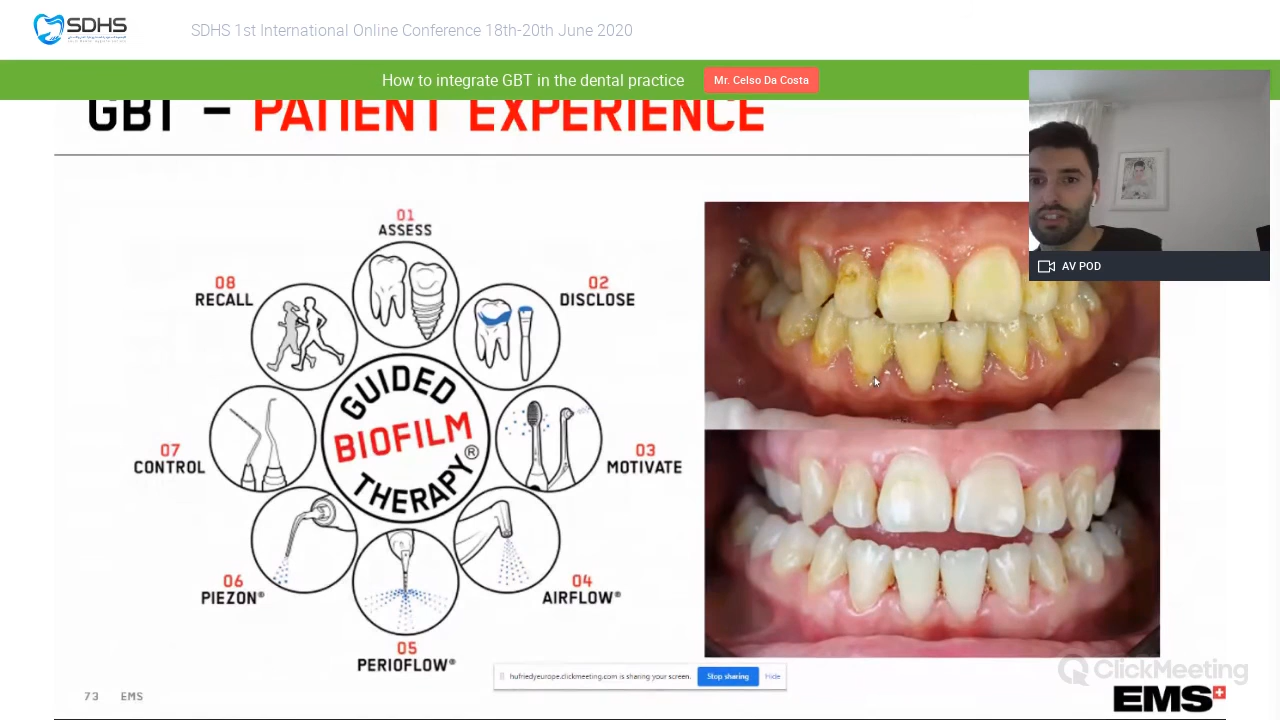 SDHS
SDHS 1st International Online Conference 18th-20th June 2020
How to integrate GBT in the dental practice
Mr. Celso Da Costa
GBT – PATIENT EXPERIENCE
AV POD
01
ASSESS
02
DISCLOSE
03
MOTIVATE
04
AIRFLOW®
05
PERIOFLOW®
06
PIEZON®
07
CONTROL
08
RECALL
GUIDED
BIOFILM
THERAPY®
hufriedyeurope.clickmeeting.com is sharing your screen.
Stop sharing
Hide
ClickMeeting
73 EMS
EMS+